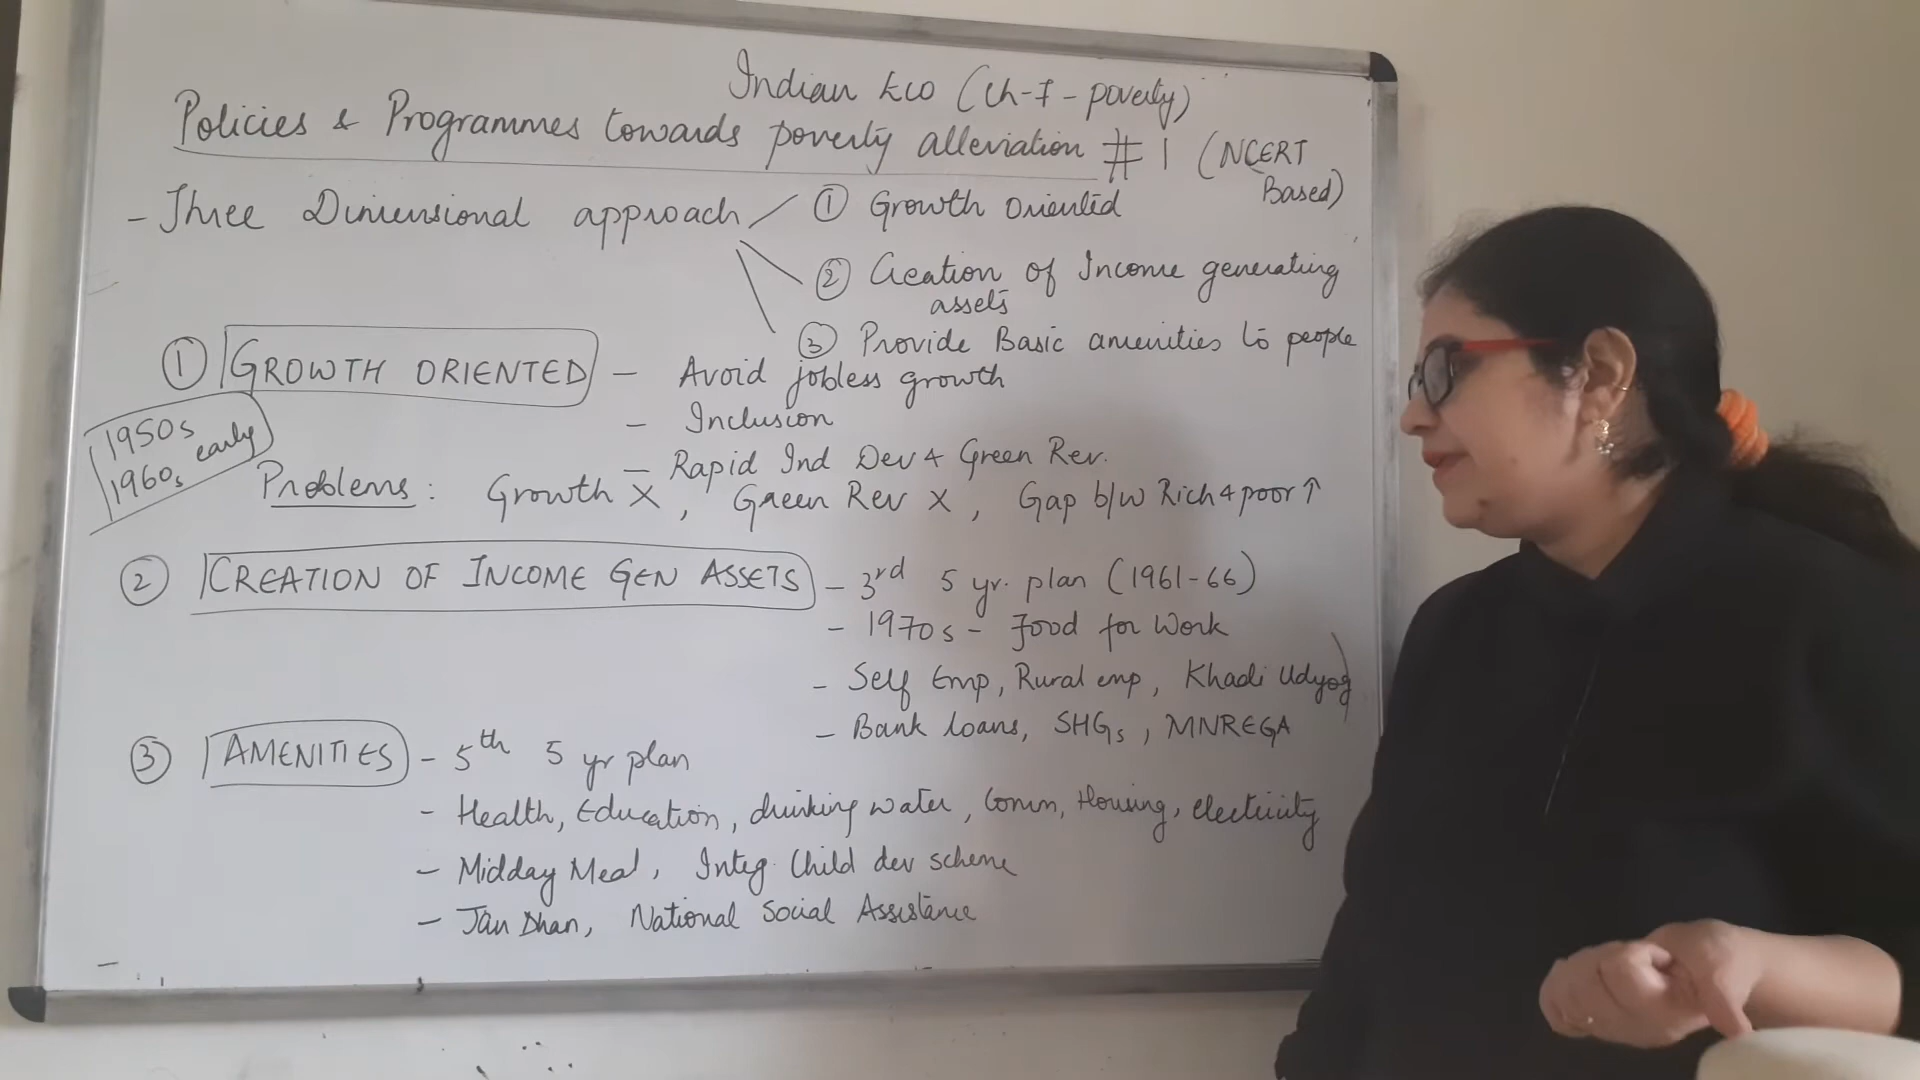 Indian Eco (Ch-I - poverty)
Policies & Programmes towards poverty alleviation # 1 (NCERT Based)
- Three Dimensional approach
① Growth oriented
② Creation of Income generating assets
③ Provide Basic amenities to people
① GROWTH ORIENTED - Avoid jobless growth
- Inclusion
1950s
1960s early
- Rapid Ind Dev & Green Rev.
Problems : Growth X, Green Rev X, Gap b/w Rich & poor ↑
② CREATION OF INCOME GEN ASSETS - 3rd 5 yr. plan (1961-66)
- 1970s - Food for Work
- Self Emp, Rural emp, Khadi Udyog
- Bank loans, SHGs, MNREGA
③ AMENITIES - 5th 5 yr plan
- Health, Education, drinking water, Comm, Housing, electricity
- Midday Meal, Integ Child dev scheme
- Jan Dhan, National Social Assistance